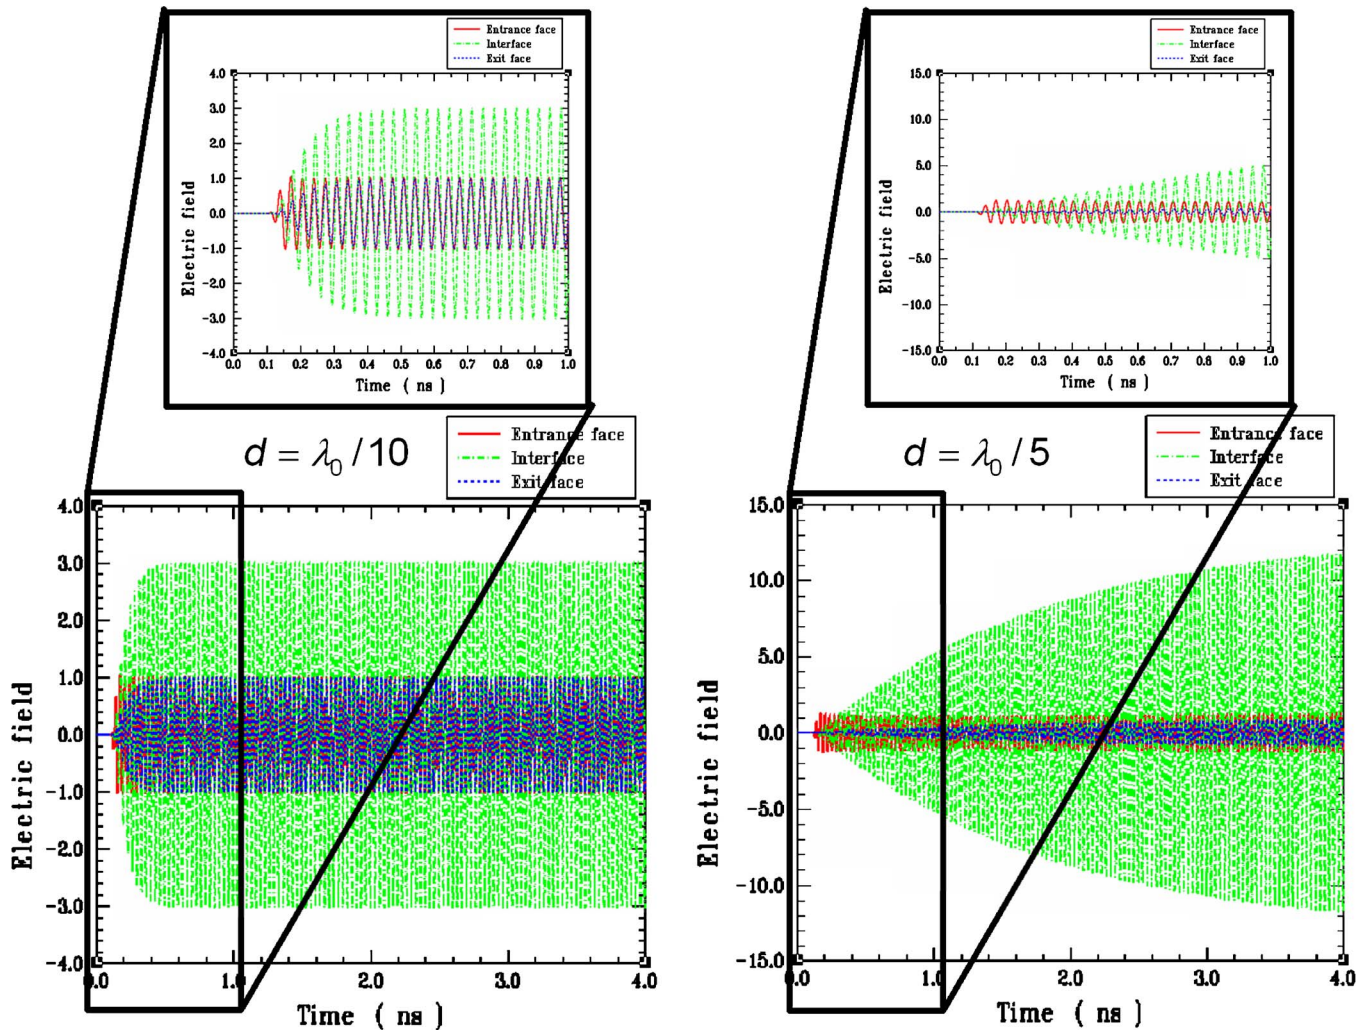 Entrance face
Interface
Exit face
4.0
3.0
2.0
1.0
0.0
-1.0
-2.0
-3.0
-4.0
Electric field
0.0 0.1 0.2 0.3 0.4 0.5 0.6 0.7 0.8 0.9 1.0
Time ( ns )
Entrance face
Interface
Exit face
15.0
10.0
5.0
0.0
-5.0
-10.0
-15.0
Electric field
0.0 0.1 0.2 0.3 0.4 0.5 0.6 0.7 0.8 0.9 1.0
Time ( ns )
d = λ₀ / 10
Entrance face
Interface
Exit face
4.0
3.0
2.0
1.0
0.0
-1.0
-2.0
-3.0
-4.0
Electric field
0.0 1.0 2.0 3.0 4.0
Time ( ns )
d = λ₀ / 5
Entrance face
Interface
Exit face
15.0
10.0
5.0
0.0
-5.0
-10.0
-15.0
Electric field
0.0 1.0 2.0 3.0 4.0
Time ( ns )